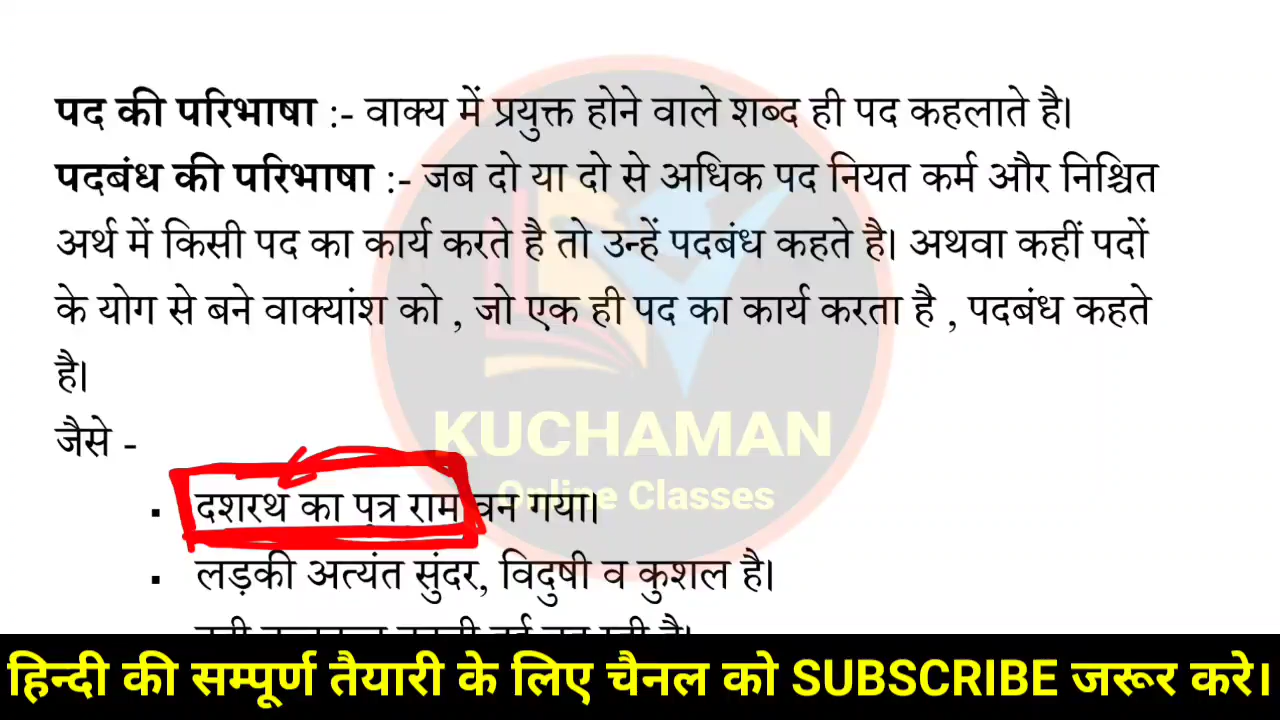 पद की परिभाषा :- वाक्य में प्रयुक्त होने वाले शब्द ही पद कहलाते है।
पदबंध की परिभाषा :- जब दो या दो से अधिक पद नियत कर्म और निश्चित
अर्थ में किसी पद का कार्य करते है तो उन्हें पदबंध कहते है। अथवा कहीं पदों
के योग से बने वाक्यांश को , जो एक ही पद का कार्य करता है , पदबंध कहते
है।
जैसे -
KUCHAMAN
Online Classes
▪ दशरथ का पुत्र राम वन गया।
▪ लड़की अत्यंत सुंदर, विदुषी व कुशल है।
हिन्दी की सम्पूर्ण तैयारी के लिए चैनल को SUBSCRIBE जरूर करे।